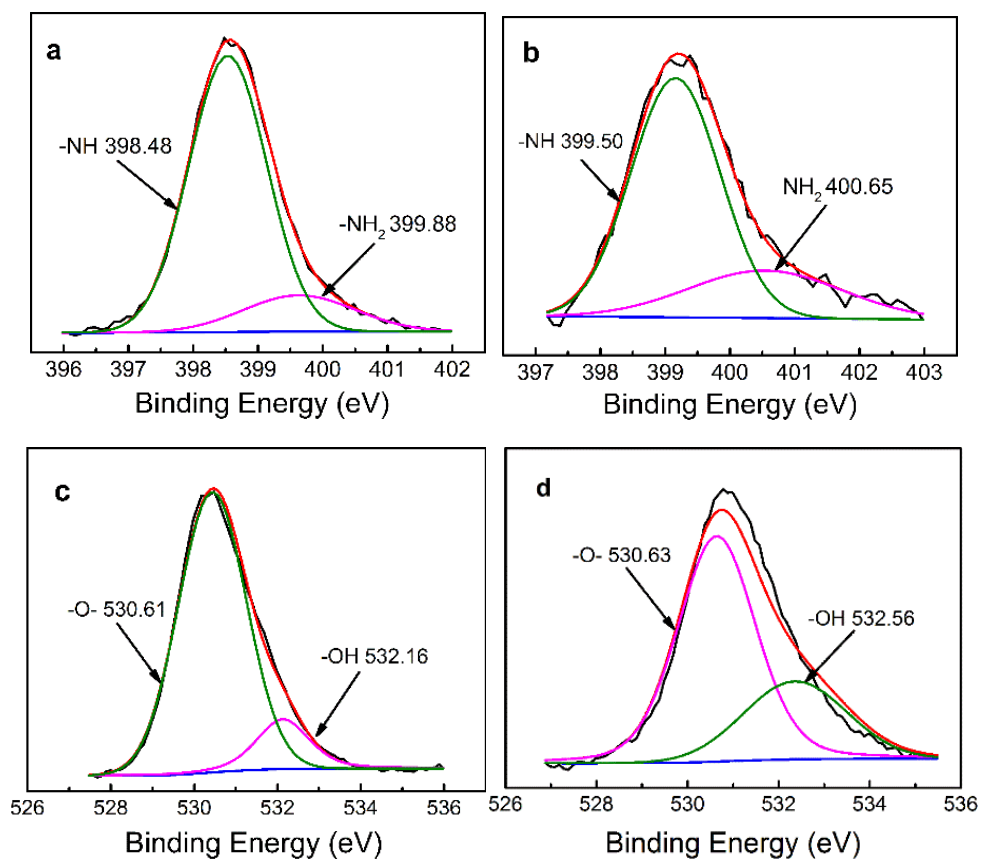 a
-NH 398.48
-NH₂ 399.88
396 397 398 399 400 401 402
Binding Energy (eV)
b
-NH 399.50
NH₂ 400.65
397 398 399 400 401 402 403
Binding Energy (eV)
c
-O- 530.61
-OH 532.16
526 528 530 532 534 536
Binding Energy (eV)
d
-O- 530.63
-OH 532.56
526 528 530 532 534 536
Binding Energy (eV)